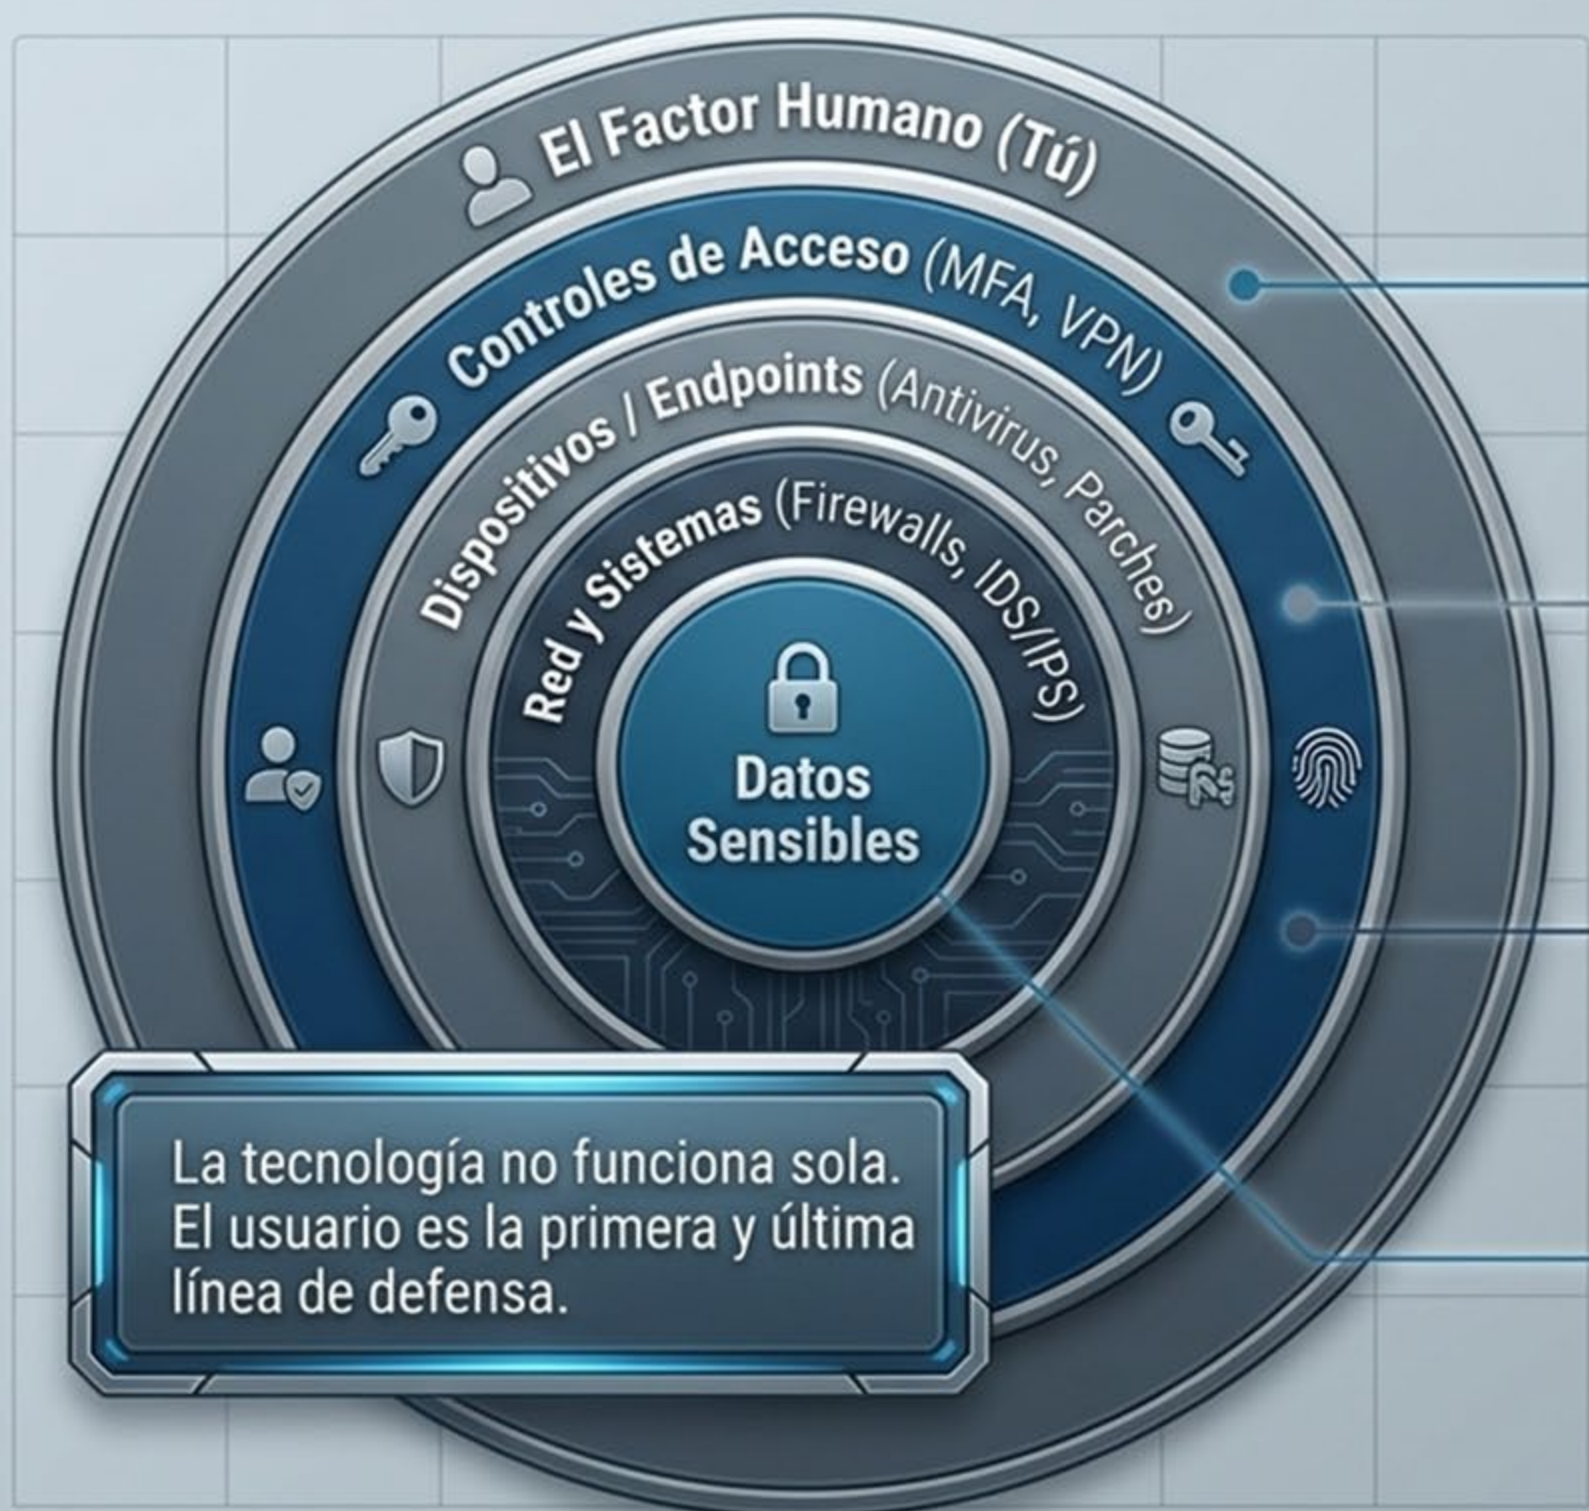 El Factor Humano (Tú)
Controles de Acceso (MFA, VPN)
Dispositivos / Endpoints (Antivirus, Parches)
Red y Sistemas (Firewalls, IDS/IPS)
Datos
Sensibles
La tecnología no funciona sola.
El usuario es la primera y última
línea de defensa.